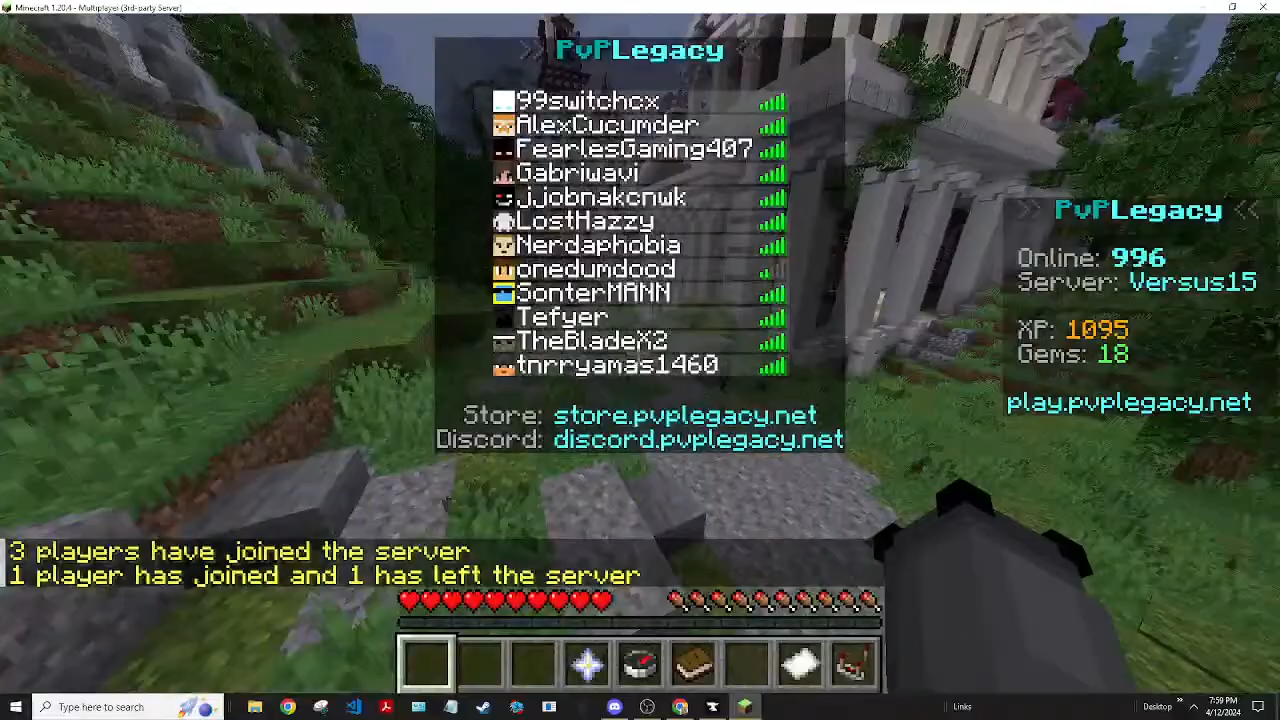 Minecraft 1.20.4 - Multiplayer (3rd-party Server)
PvPLegacy
99switchcx
AlexCucumder
FearlesGaming407
Gabriwavi
jjobnakcnwk
LostHazzy
Nerdaphobia
onedumdood
SonterMANN
Tefyer
TheBladeX2
tnrryamas1460
Store: store.pvplegacy.net
Discord: discord.pvplegacy.net
>> PvPLegacy <<
Online: 996
Server: Versus15
XP: 1095
Gems: 18
play.pvplegacy.net
3 players have joined the server
1 player has joined and 1 has left the server
Type here to search
Links
Desktop
7:59 PM
4/12/2024